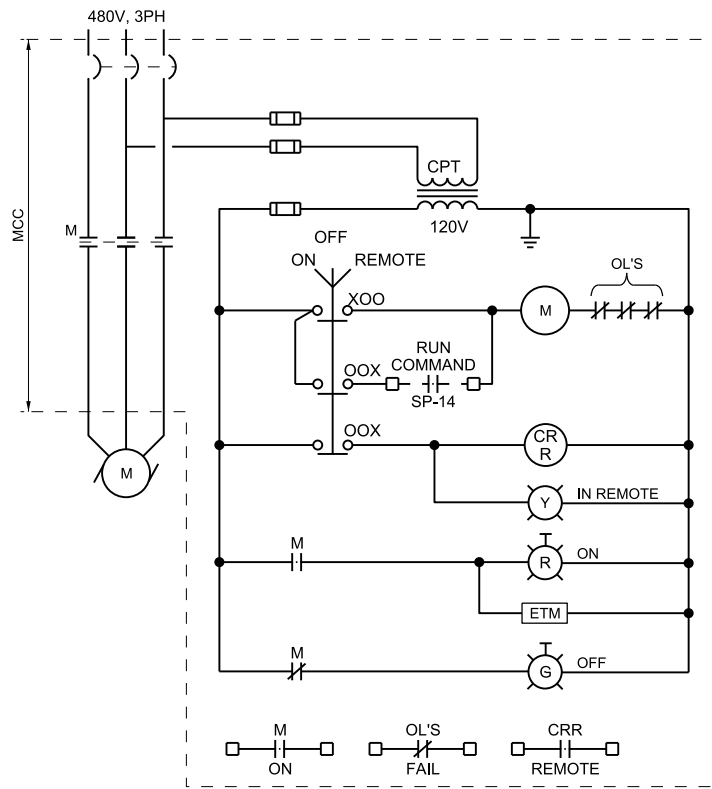 480V, 3PH
MCC
CPT
120V
M
OFF
ON REMOTE
OL'S
XOO
M
RUN
COMMAND
OOX
SP-14
OOX
CR
R
M
Y IN REMOTE
M
R ON
ETM
M
G OFF
M OL'S CRR
ON FAIL REMOTE